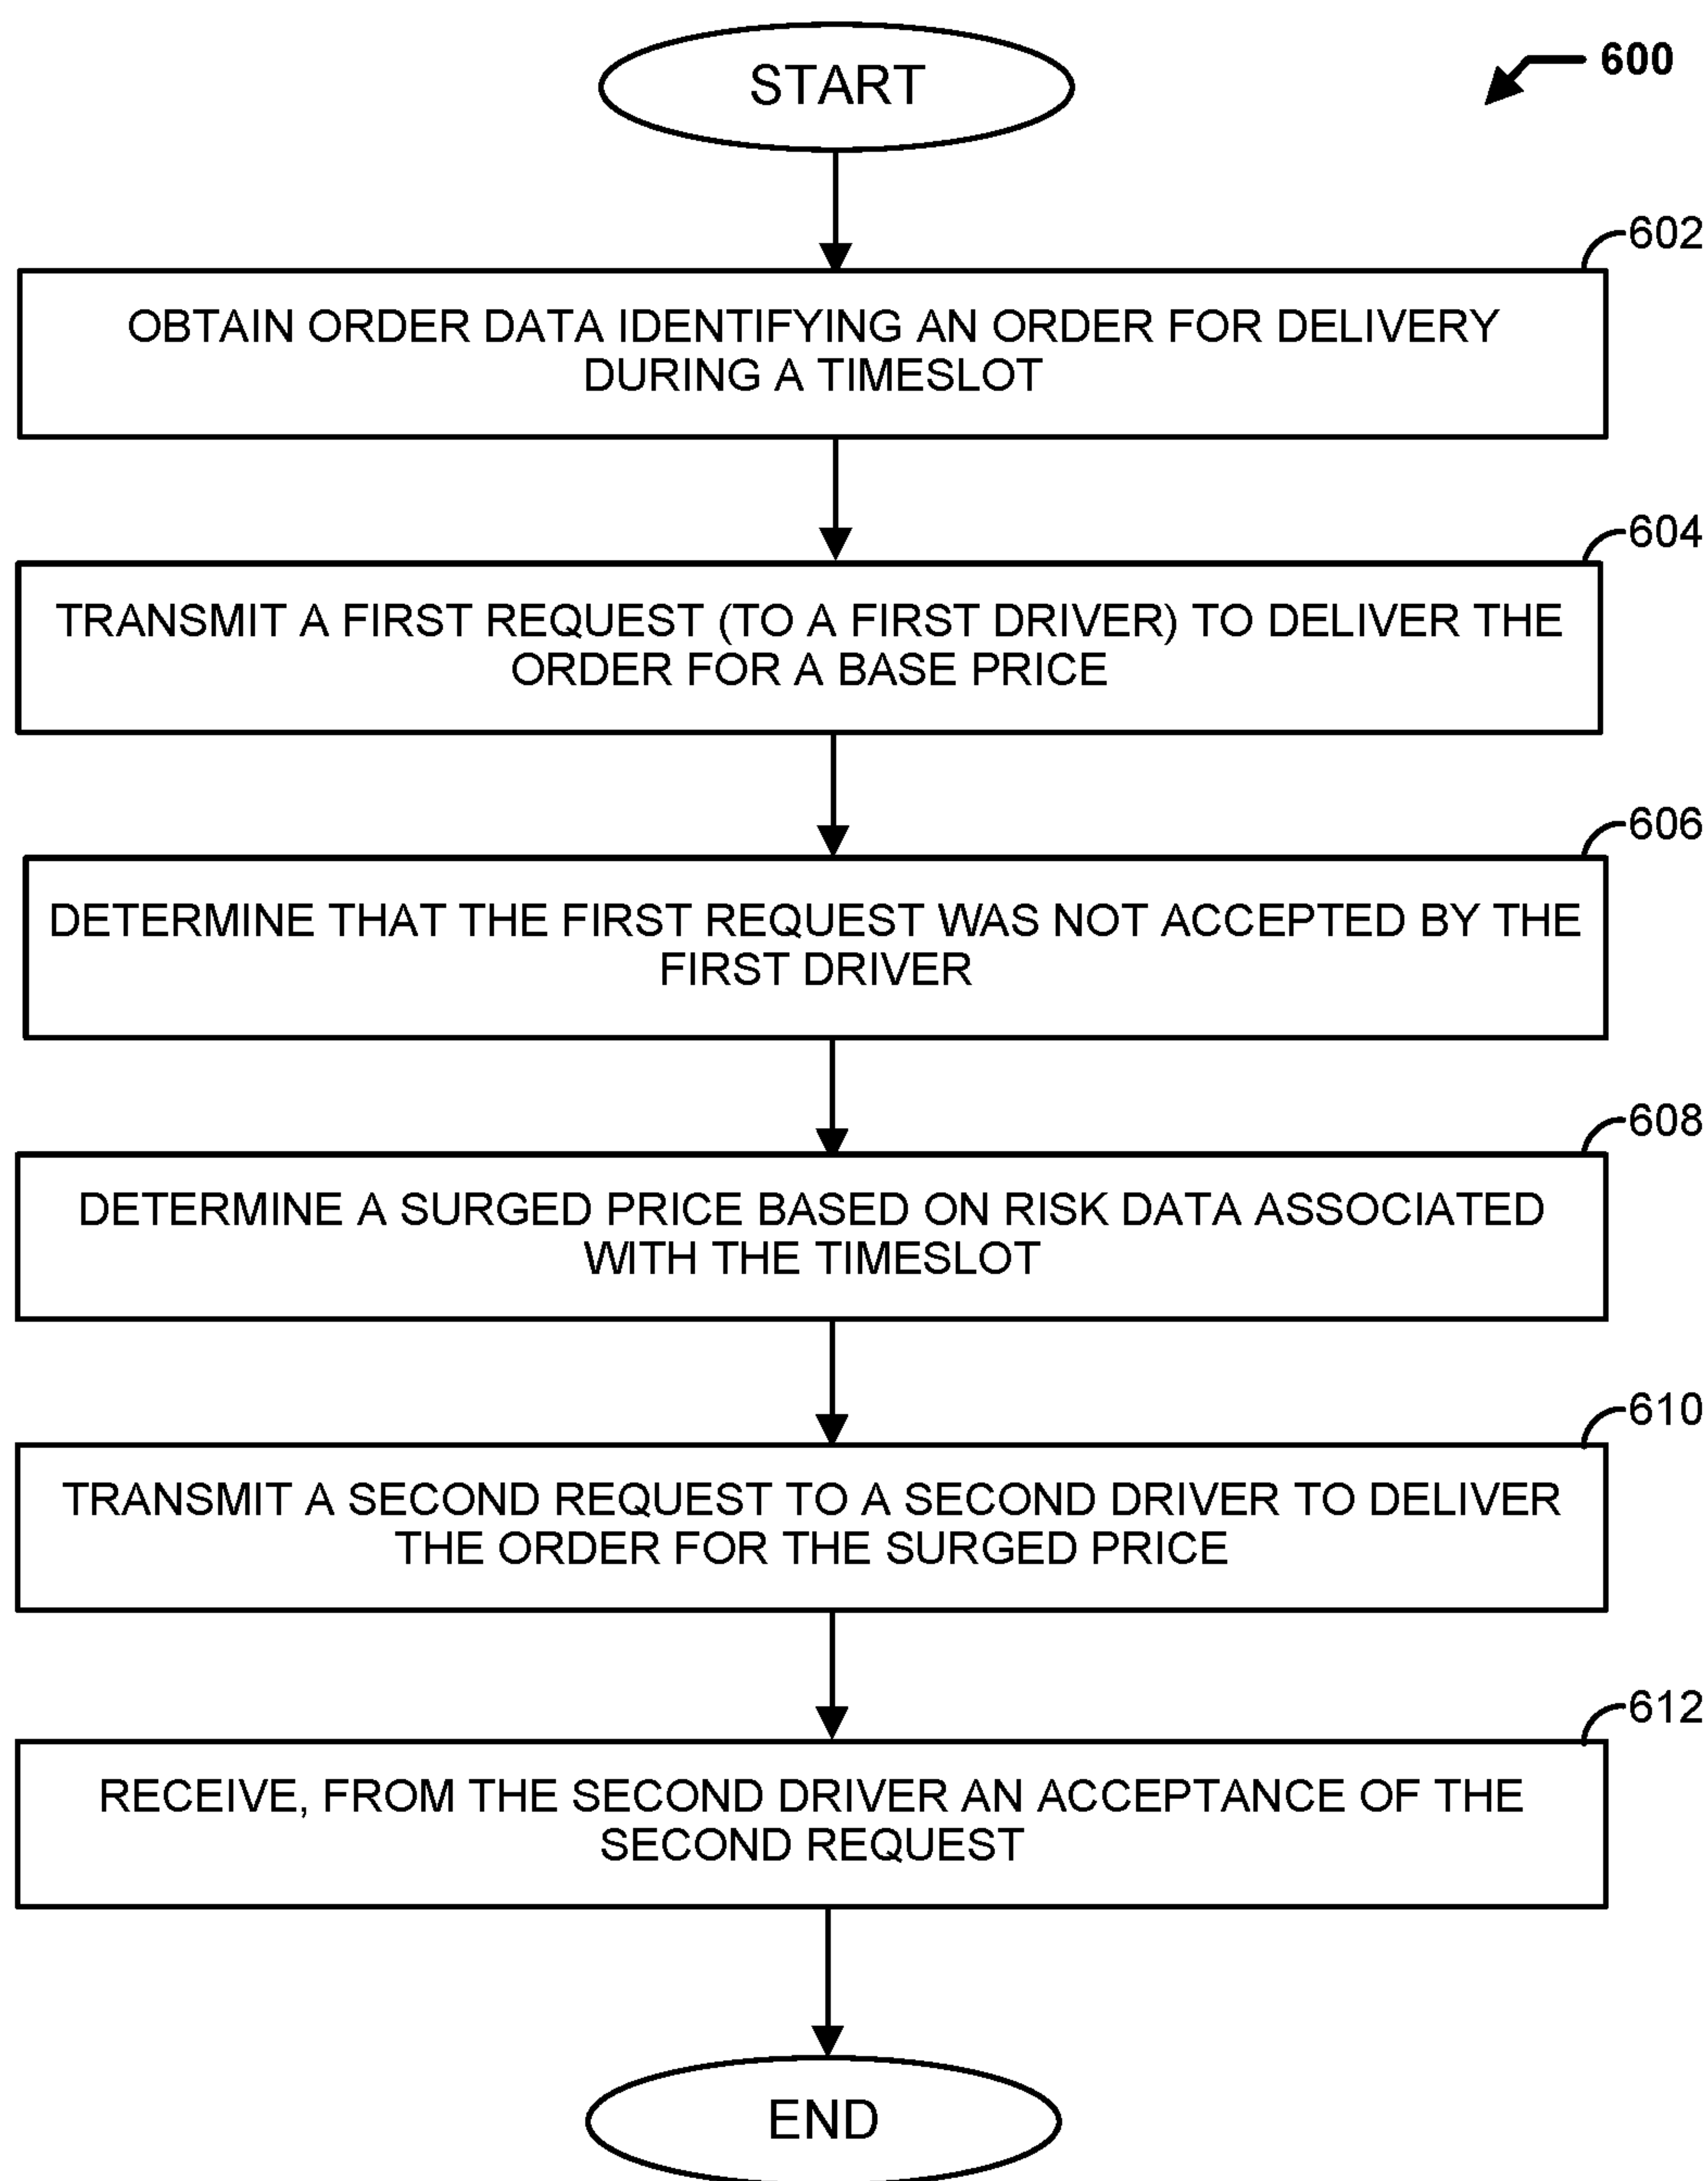 START
600
602
OBTAIN ORDER DATA IDENTIFYING AN ORDER FOR DELIVERY
DURING A TIMESLOT
604
TRANSMIT A FIRST REQUEST (TO A FIRST DRIVER) TO DELIVER THE
ORDER FOR A BASE PRICE
606
DETERMINE THAT THE FIRST REQUEST WAS NOT ACCEPTED BY THE
FIRST DRIVER
608
DETERMINE A SURGED PRICE BASED ON RISK DATA ASSOCIATED
WITH THE TIMESLOT
610
TRANSMIT A SECOND REQUEST TO A SECOND DRIVER TO DELIVER
THE ORDER FOR THE SURGED PRICE
612
RECEIVE, FROM THE SECOND DRIVER AN ACCEPTANCE OF THE
SECOND REQUEST
END